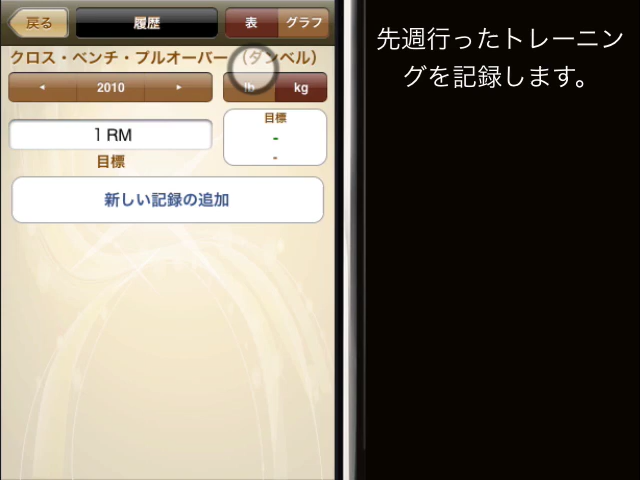 戻る 履歴 表 グラフ
クロス・ベンチ・プルオーバー （ダンベル）
◂ 2010 ▸ lb kg
1 RM
目標
目標
-
-
新しい記録の追加
先週行ったトレーニン
グを記録します。